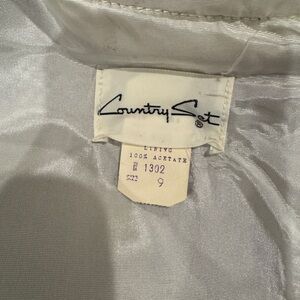 Country Set
®
LINING
100% ACETATE
1302
SIZE 9